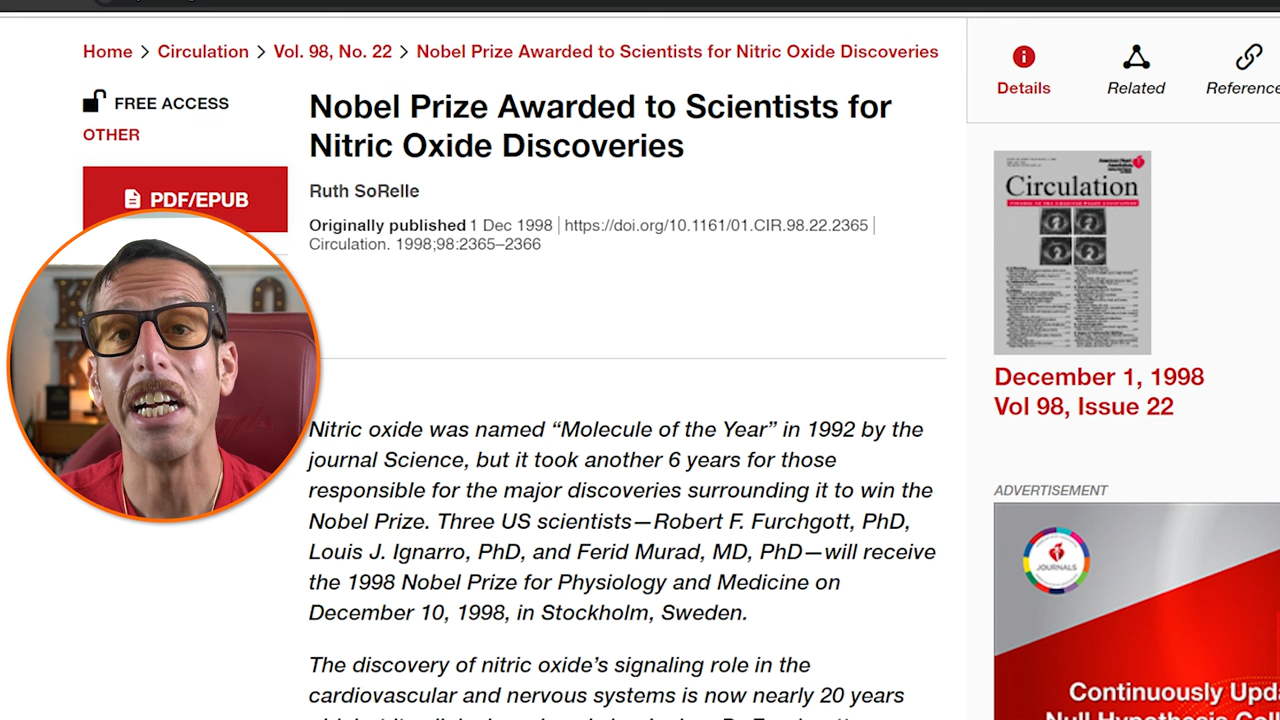 Home > Circulation > Vol. 98, No. 22 > Nobel Prize Awarded to Scientists for Nitric Oxide Discoveries
FREE ACCESS
OTHER
PDF/EPUB
Nobel Prize Awarded to Scientists for
Nitric Oxide Discoveries
Ruth SoRelle
Originally published 1 Dec 1998 | https://doi.org/10.1161/01.CIR.98.22.2365 |
Circulation. 1998;98:2365–2366
Nitric oxide was named “Molecule of the Year” in 1992 by the
journal Science, but it took another 6 years for those
responsible for the major discoveries surrounding it to win the
Nobel Prize. Three US scientists—Robert F. Furchgott, PhD,
Louis J. Ignarro, PhD, and Ferid Murad, MD, PhD—will receive
the 1998 Nobel Prize for Physiology and Medicine on
December 10, 1998, in Stockholm, Sweden.
The discovery of nitric oxide’s signaling role in the
cardiovascular and nervous systems is now nearly 20 years
Details
Related
Reference
American Heart
Association
Circulation
December 1, 1998
Vol 98, Issue 22
ADVERTISEMENT
JOURNALS
Continuously Upd